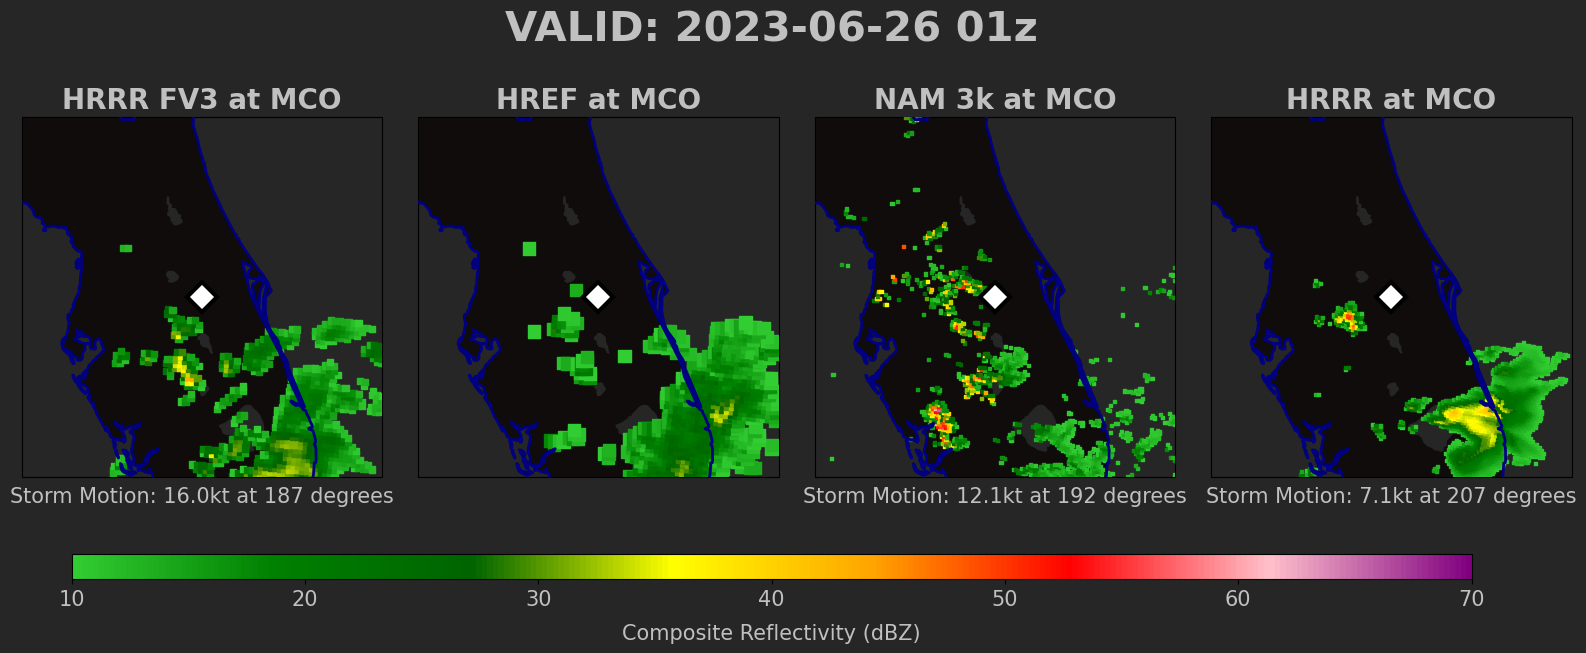 VALID: 2023-06-26 01z
HRRR FV3 at MCO
HREF at MCO
NAM 3k at MCO
HRRR at MCO
Storm Motion: 16.0kt at 187 degrees
Storm Motion: 12.1kt at 192 degrees
Storm Motion: 7.1kt at 207 degrees
10 20 30 40 50 60 70
Composite Reflectivity (dBZ)